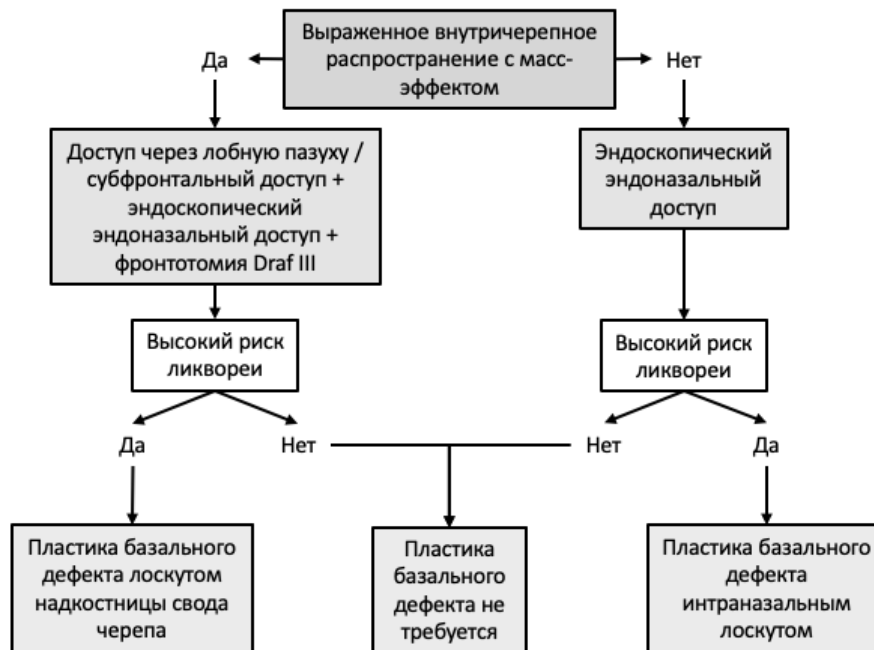 Выраженное внутричерепное
распространение с масс-
эффектом
Да
Нет
Доступ через лобную пазуху /
субфронтальный доступ +
эндоскопический
эндоназальный доступ +
фронтотомия Draf III
Эндоскопический
эндоназальный
доступ
Высокий риск
ликвореи
Высокий риск
ликвореи
Да
Нет
Нет
Да
Пластика базального
дефекта лоскутом
надкостницы свода
черепа
Пластика
базального
дефекта не
требуется
Пластика базального
дефекта
интраназальным
лоскутом